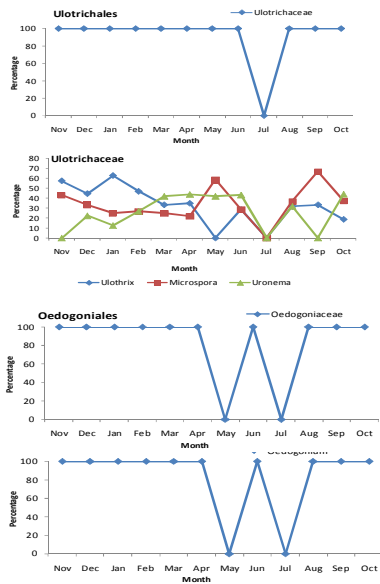 Ulotrichales
Ulotrichaceae
100
80
60
40
20
0
Percentage
Nov Dec Jan Feb Mar Apr May Jun Jul Aug Sep Oct
Month
Ulotrichaceae
80
70
60
50
40
30
20
10
0
Percentage
Nov Dec Jan Feb Mar Apr May Jun Jul Aug Sep Oct
Month
Ulothrix Microspora Uronema
Oedogoniales
Oedogoniaceae
100
80
60
40
20
0
Percentage
Nov Dec Jan Feb Mar Apr May Jun Jul Aug Sep Oct
Month
Oedogonium
100
80
60
40
20
0
Percentage
Nov Dec Jan Feb Mar Apr May Jun Jul Aug Sep Oct
Month